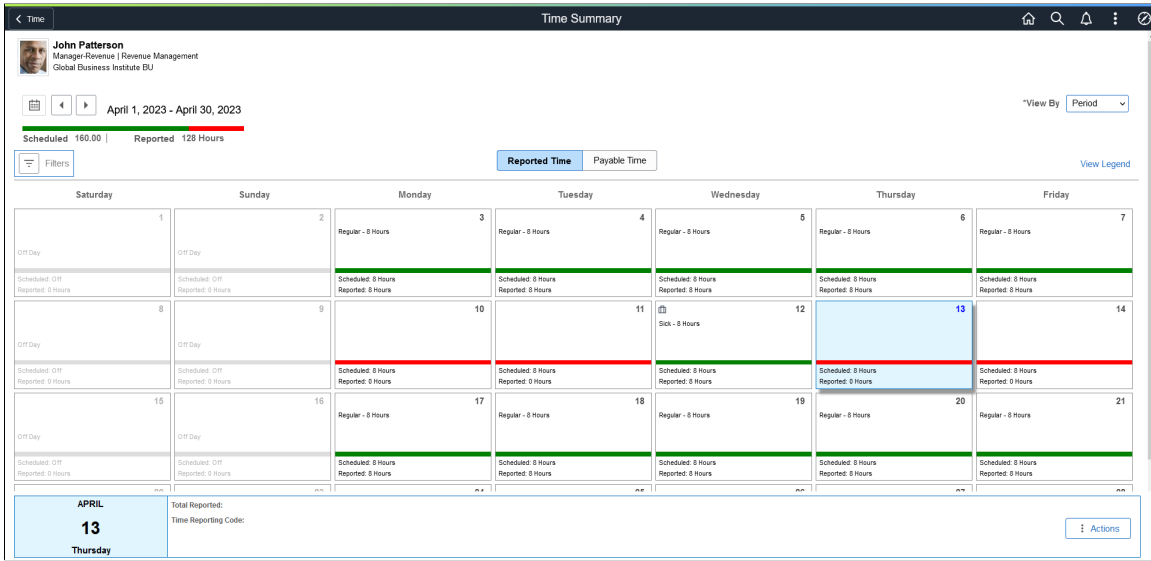 Time
Time Summary
John Patterson
Manager-Revenue | Revenue Management
Global Business Institute BU
April 1, 2023 - April 30, 2023
*View By Period
Scheduled 160.00 | Reported 128 Hours
Filters
Reported Time Payable Time
View Legend
Saturday Sunday Monday Tuesday Wednesday Thursday Friday
1 2 3 4 5 6 7
Regular - 8 Hours Regular - 8 Hours Regular - 8 Hours Regular - 8 Hours Regular - 8 Hours
Off Day Off Day
Scheduled: Off Scheduled: Off Scheduled: 8 Hours Scheduled: 8 Hours Scheduled: 8 Hours Scheduled: 8 Hours Scheduled: 8 Hours
Reported: 0 Hours Reported: 0 Hours Reported: 8 Hours Reported: 8 Hours Reported: 8 Hours Reported: 8 Hours Reported: 8 Hours
8 9 10 11 12 13 14
Sick - 8 Hours
Off Day Off Day
Scheduled: Off Scheduled: Off Scheduled: 8 Hours Scheduled: 8 Hours Scheduled: 8 Hours Scheduled: 8 Hours Scheduled: 8 Hours
Reported: 0 Hours Reported: 0 Hours Reported: 0 Hours Reported: 0 Hours Reported: 8 Hours Reported: 0 Hours Reported: 0 Hours
15 16 17 18 19 20 21
Regular - 8 Hours Regular - 8 Hours Regular - 8 Hours Regular - 8 Hours Regular - 8 Hours
Off Day Off Day
Scheduled: Off Scheduled: Off Scheduled: 8 Hours Scheduled: 8 Hours Scheduled: 8 Hours Scheduled: 8 Hours Scheduled: 8 Hours
Reported: 0 Hours Reported: 0 Hours Reported: 8 Hours Reported: 8 Hours Reported: 8 Hours Reported: 8 Hours Reported: 8 Hours
APRIL
13
Thursday
Total Reported:
Time Reporting Code:
Actions